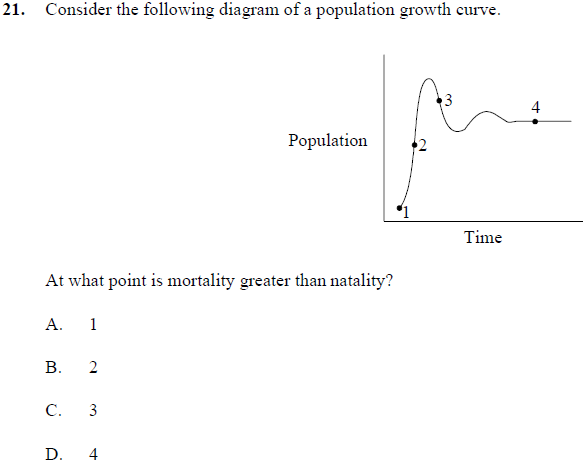 21. Consider the following diagram of a population growth curve.
3
4
Population
2
1
Time
At what point is mortality greater than natality?
A. 1
B. 2
C. 3
D. 4